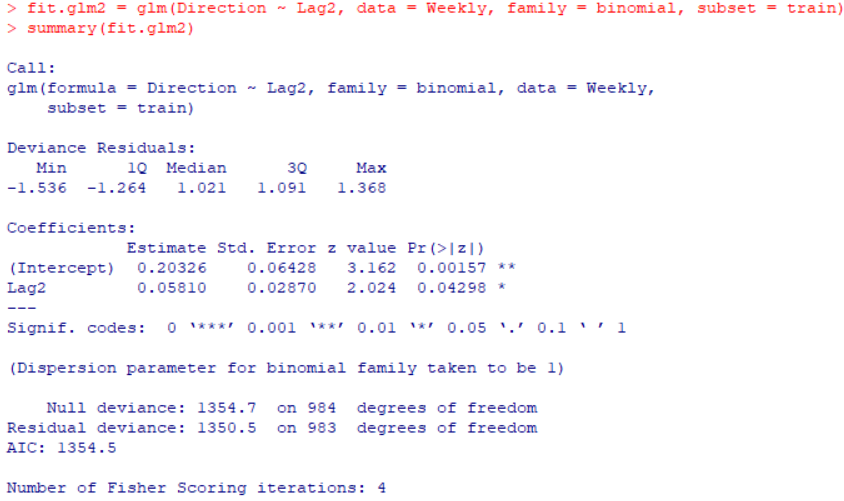 > fit.glm2 = glm(Direction ~ Lag2, data = Weekly, family = binomial, subset = train)
> summary(fit.glm2)
Call:
glm(formula = Direction ~ Lag2, family = binomial, data = Weekly,
    subset = train)
Deviance Residuals:
   Min      1Q  Median      3Q     Max
-1.536  -1.264   1.021   1.091   1.368
Coefficients:
            Estimate Std. Error z value Pr(>|z|)
(Intercept)  0.20326    0.06428   3.162  0.00157 **
Lag2         0.05810    0.02870   2.024  0.04298 *
---
Signif. codes:  0 ‘***’ 0.001 ‘**’ 0.01 ‘*’ 0.05 ‘.’ 0.1 ‘ ’ 1
(Dispersion parameter for binomial family taken to be 1)
    Null deviance: 1354.7  on 984  degrees of freedom
Residual deviance: 1350.5  on 983  degrees of freedom
AIC: 1354.5
Number of Fisher Scoring iterations: 4